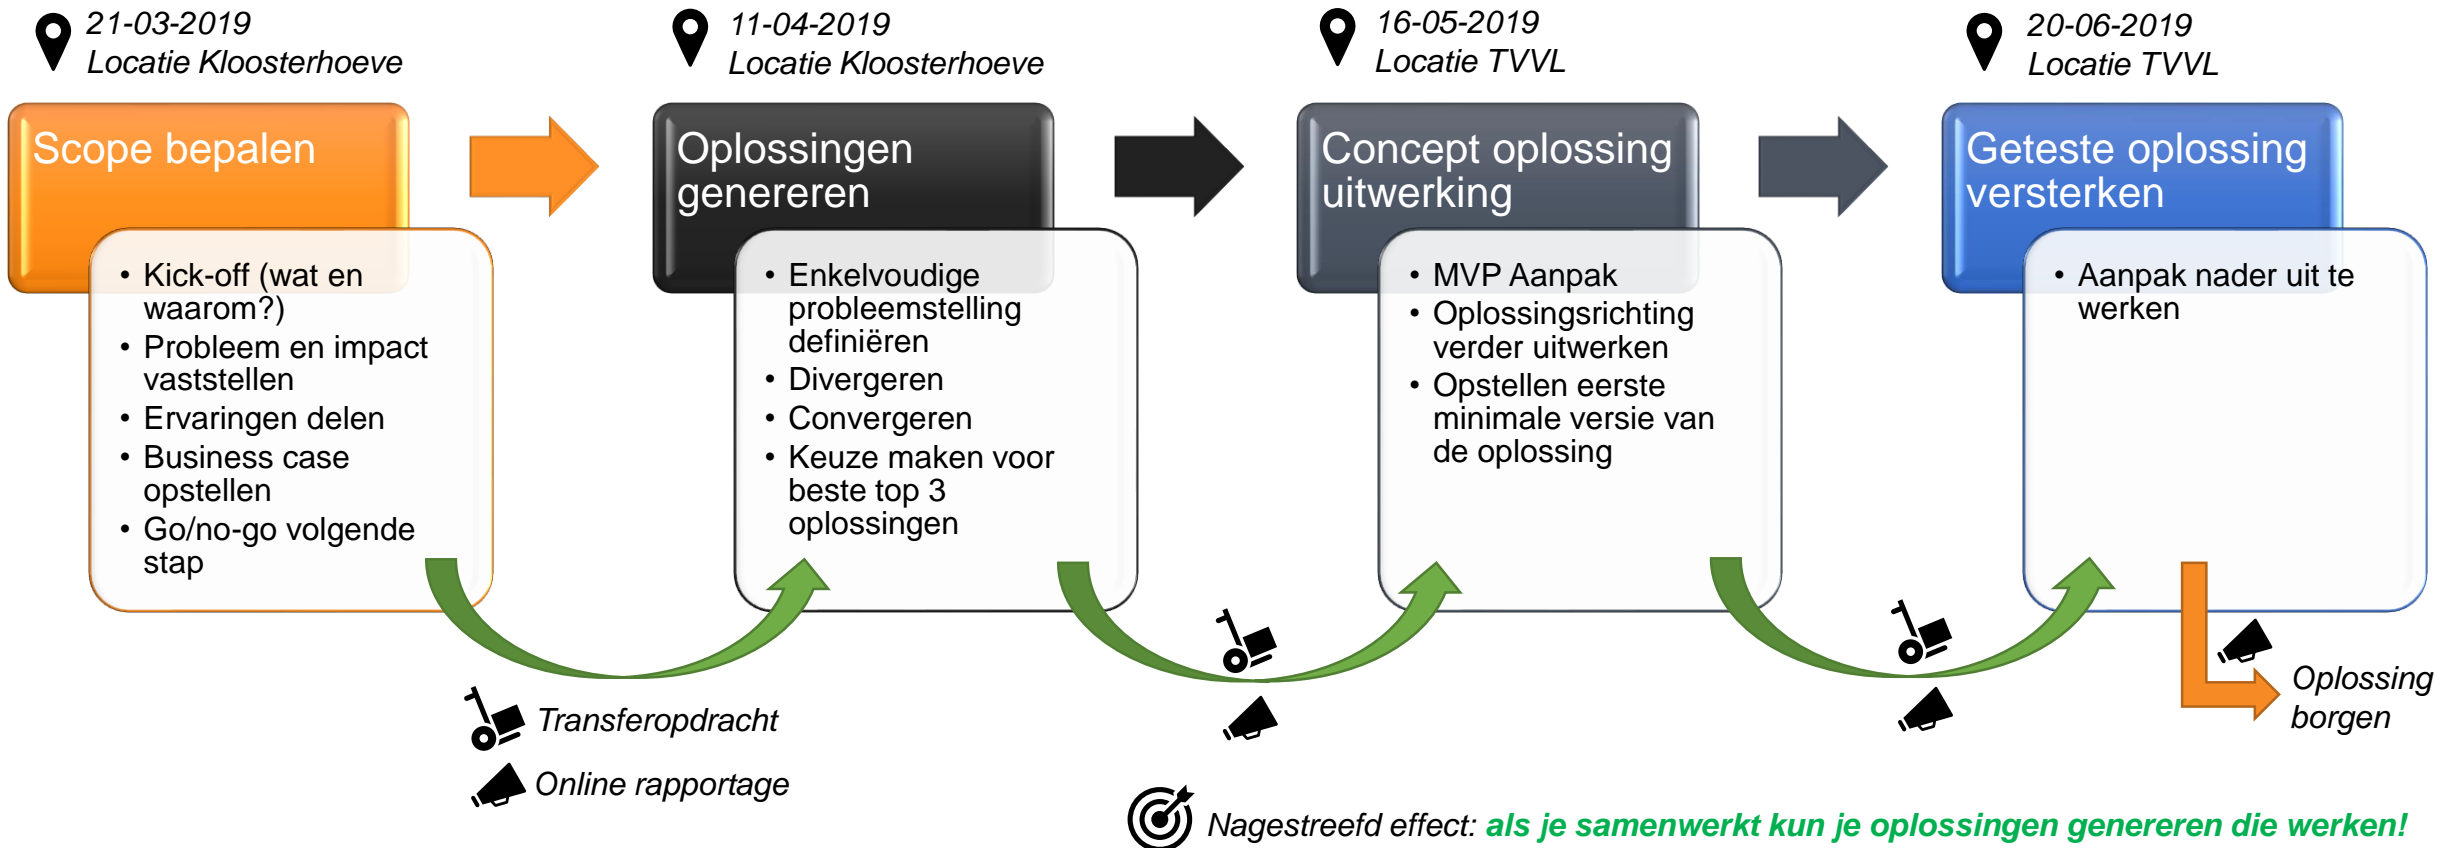 21-03-2019
Locatie Kloosterhoeve
11-04-2019
Locatie Kloosterhoeve
16-05-2019
Locatie TVVL
20-06-2019
Locatie TVVL
Scope bepalen
• Kick-off (wat en
waarom?)
• Probleem en impact
vaststellen
• Ervaringen delen
• Business case
opstellen
• Go/no-go volgende
stap
Oplossingen
genereren
• Enkelvoudige
probleemstelling
definiëren
• Divergeren
• Convergeren
• Keuze maken voor
beste top 3
oplossingen
Concept oplossing
uitwerking
• MVP Aanpak
• Oplossingsrichting
verder uitwerken
• Opstellen eerste
minimale versie van
de oplossing
Geteste oplossing
versterken
• Aanpak nader uit te
werken
Transferopdracht
Online rapportage
Oplossing
borgen
Nagestreefd effect: als je samenwerkt kun je oplossingen genereren die werken!